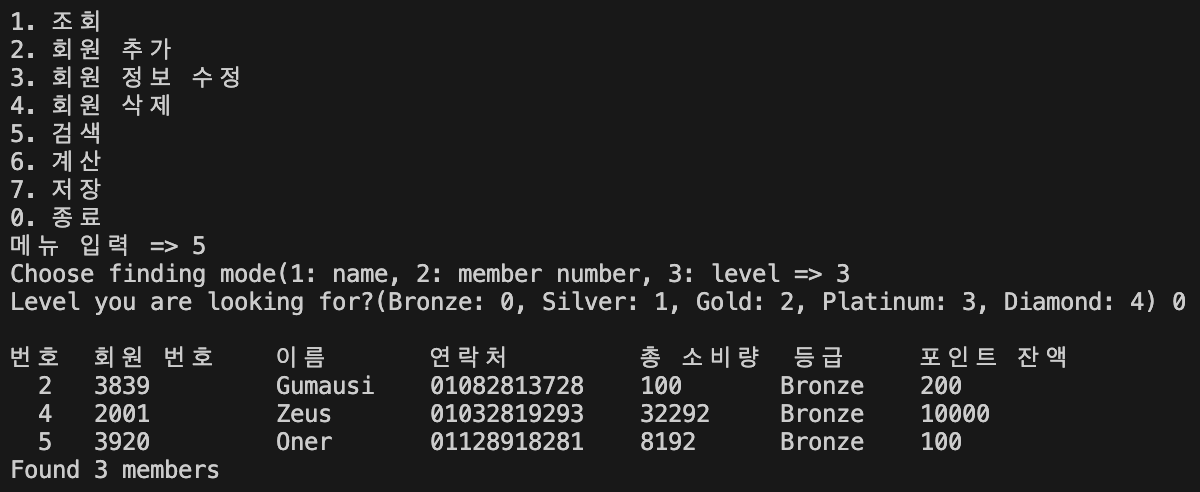 1. 조회
2. 회원 추가
3. 회원 정보 수정
4. 회원 삭제
5. 검색
6. 계산
7. 저장
0. 종료
메뉴 입력 => 5
Choose finding mode(1: name, 2: member number, 3: level => 3
Level you are looking for?(Bronze: 0, Silver: 1, Gold: 2, Platinum: 3, Diamond: 4) 0
번호 회원 번호 이름 연락처 총 소비량 등급 포인트 잔액
2 3839 Gumausi 01082813728 100 Bronze 200
4 2001 Zeus 01032819293 32292 Bronze 10000
5 3920 Oner 01128918281 8192 Bronze 100
Found 3 members